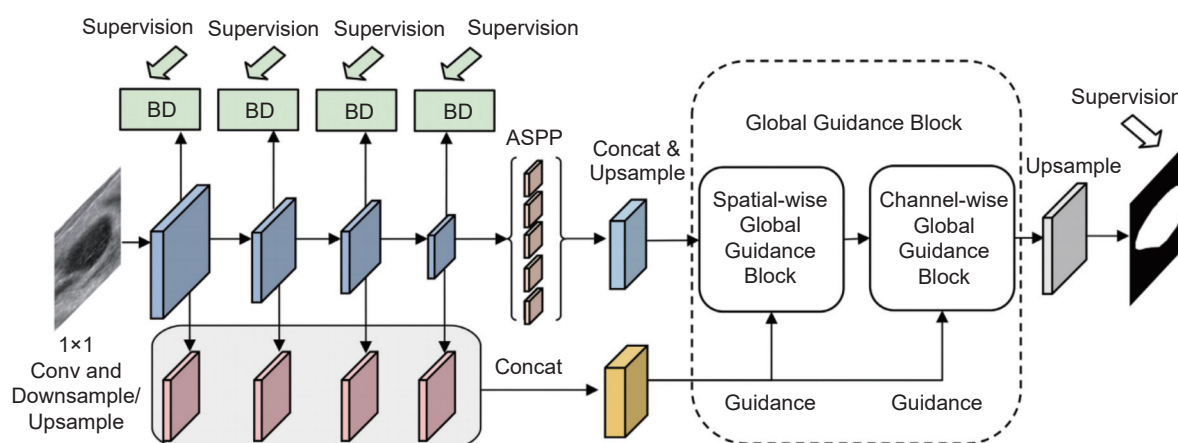 Supervision
Supervision
Supervision
Supervision
BD
BD
BD
BD
ASPP
Concat &
Upsample
Global Guidance Block
Supervision
Upsample
Spatial-wise
Global
Guidance
Block
Channel-wise
Global
Guidance
Block
1×1
Conv and
Downsample/
Upsample
Concat
Guidance
Guidance